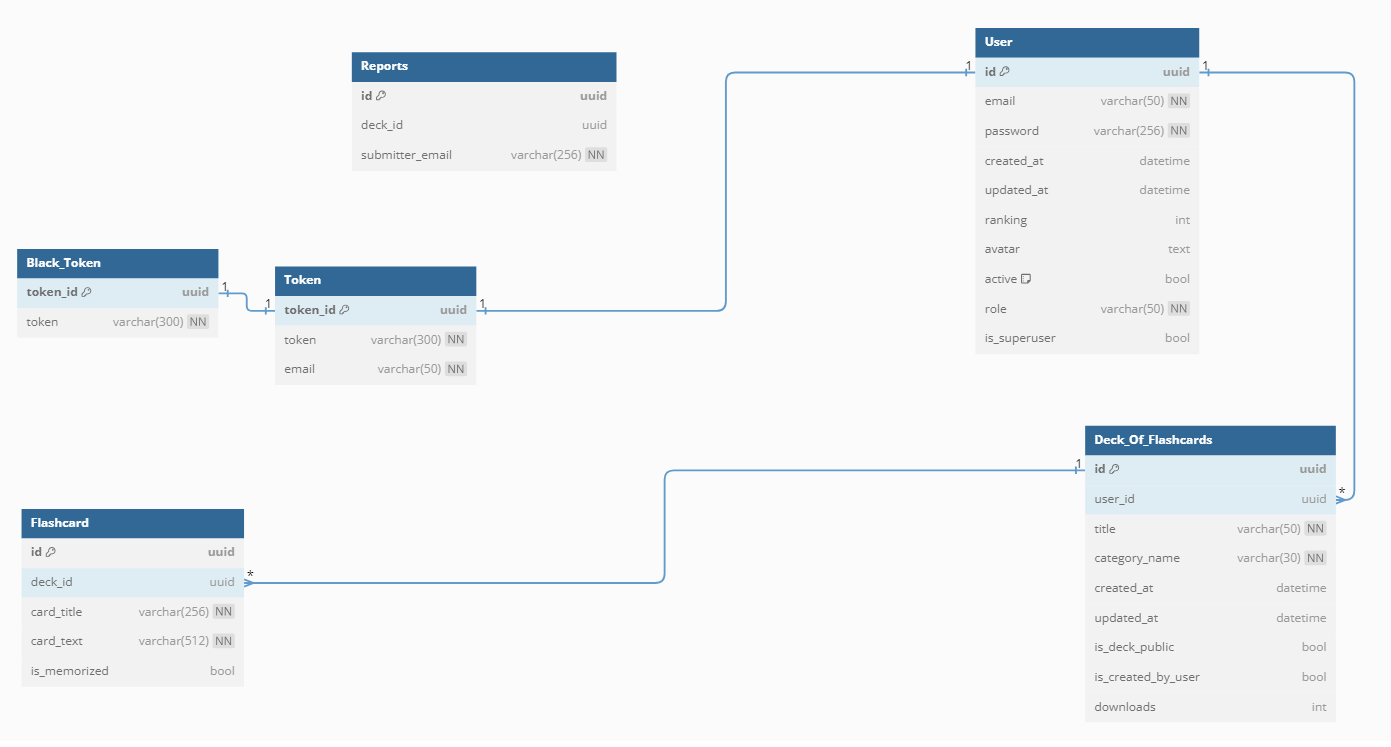 Reports
id uuid
deck_id uuid
submitter_email varchar(256) NN
User
1 id uuid 1
email varchar(50) NN
password varchar(256) NN
created_at datetime
updated_at datetime
ranking int
avatar text
active bool
role varchar(50) NN
is_superuser bool
Black_Token
token_id uuid 1
token varchar(300) NN
Token
1 token_id uuid 1
token varchar(300) NN
email varchar(50) NN
Deck_Of_Flashcards
1 id uuid
user_id uuid *
title varchar(50) NN
category_name varchar(30) NN
created_at datetime
updated_at datetime
is_deck_public bool
is_created_by_user bool
downloads int
Flashcard
id uuid
deck_id uuid *
card_title varchar(256) NN
card_text varchar(512) NN
is_memorized bool